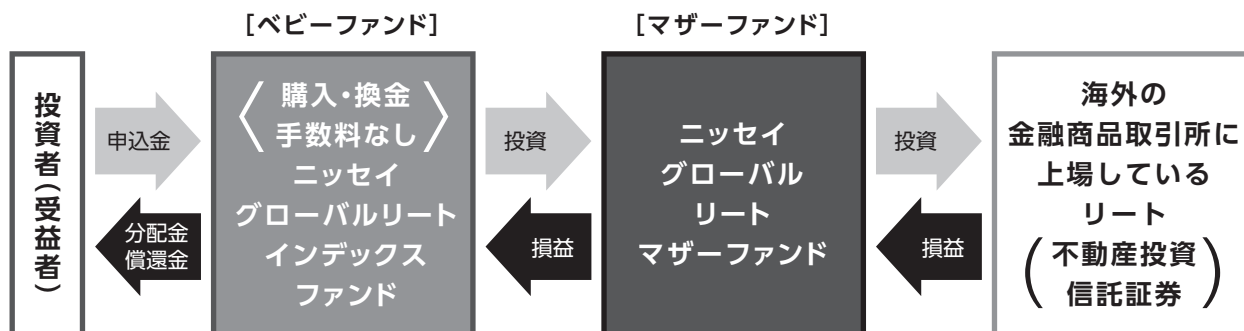 [ベビーファンド]
[マザーファンド]
投資者(受益者)
申込金
分配金
償還金
〈購入・換金
手数料なし〉
ニッセイ
グローバルリート
インデックス
ファンド
投資
損益
ニッセイ
グローバル
リート
マザーファンド
投資
損益
海外の
金融商品取引所に
上場している
リート
(不動産投資
信託証券)